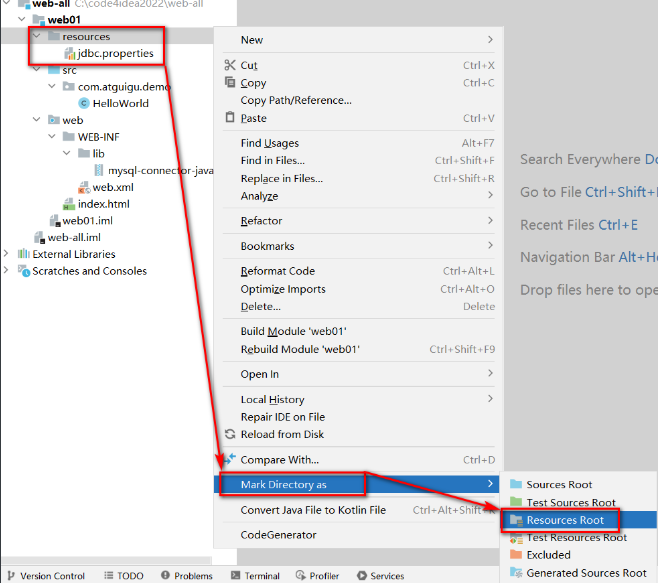 web-all C:\code4idea2022\web-all
web01
resources
jdbc.properties
src
com.atguigu.demo
HelloWorld
web
WEB-INF
lib
mysql-connector-java
web.xml
index.html
web01.iml
web-all.iml
External Libraries
Scratches and Consoles
New
Cut Ctrl+X
Copy Ctrl+C
Copy Path/Reference...
Paste Ctrl+V
Find Usages Alt+F7
Find in Files... Ctrl+Shift+F
Replace in Files... Ctrl+Shift+R
Analyze
Refactor
Bookmarks
Reformat Code Ctrl+Alt+L
Optimize Imports Ctrl+Alt+O
Delete... Delete
Build Module 'web01'
Rebuild Module 'web01' Ctrl+Shift+F9
Open In
Local History
Repair IDE on File
Reload from Disk
Compare With... Ctrl+D
Mark Directory as
Convert Java File to Kotlin File Ctrl+Alt+Shift+K
CodeGenerator
Sources Root
Test Sources Root
Resources Root
Test Resources Root
Excluded
Generated Sources Root
Search Everywhere Do
Go to File Ctrl+Shift+
Recent Files Ctrl+E
Navigation Bar Alt+Ho
Drop files here to ope
Version Control TODO Problems Terminal Profiler Services